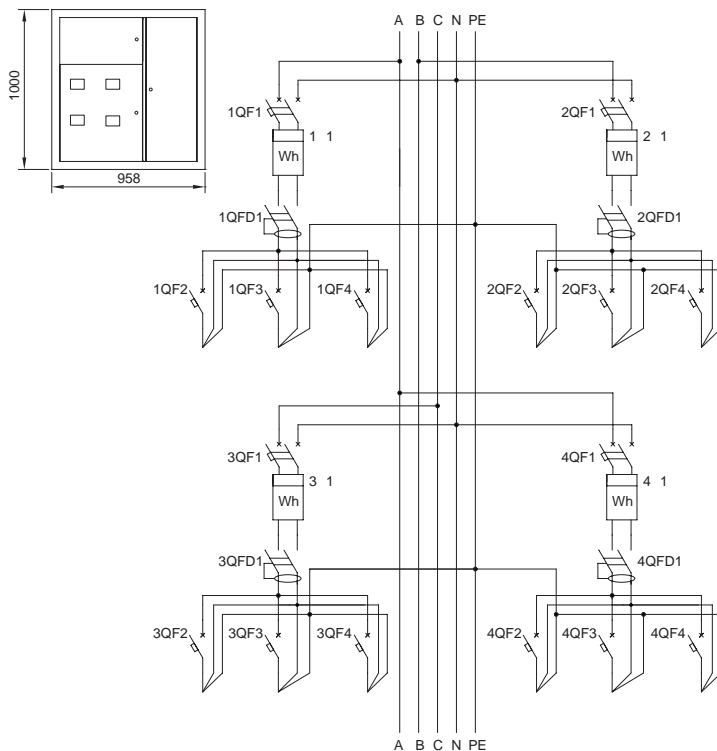 A B C N PE
1000
958
1QF1
2QF1
1 1
2 1
Wh
Wh
1QFD1
2QFD1
1QF2
1QF3
1QF4
2QF2
2QF3
2QF4
3QF1
4QF1
3 1
4 1
Wh
Wh
3QFD1
4QFD1
3QF2
3QF3
3QF4
4QF2
4QF3
4QF4
A B C N PE